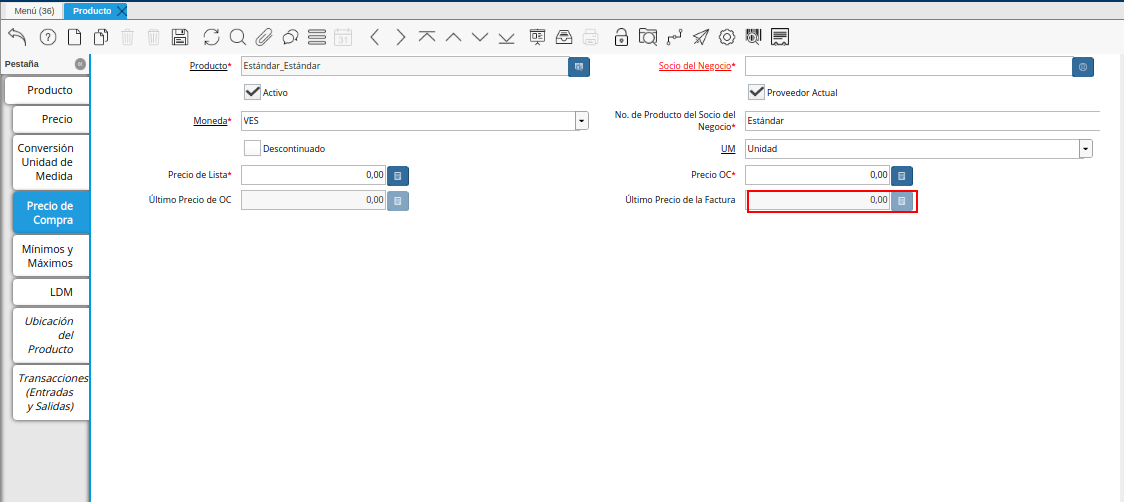 Menú (36)
Producto
31
Pestaña
Producto
Precio
Conversión
Unidad de
Medida
Precio de
Compra
Mínimos y
Máximos
LDM
Ubicación
del
Producto
Transacciones
(Entradas
y Salidas)
Producto*
Estándar_Estándar
Socio del Negocio*
Activo
Proveedor Actual
Moneda*
VES
No. de Producto del Socio del
Negocio*
Estándar
Descontinuado
UM
Unidad
Precio de Lista*
0,00
Precio OC*
0,00
Último Precio de OC
0,00
Último Precio de la Factura
0,00